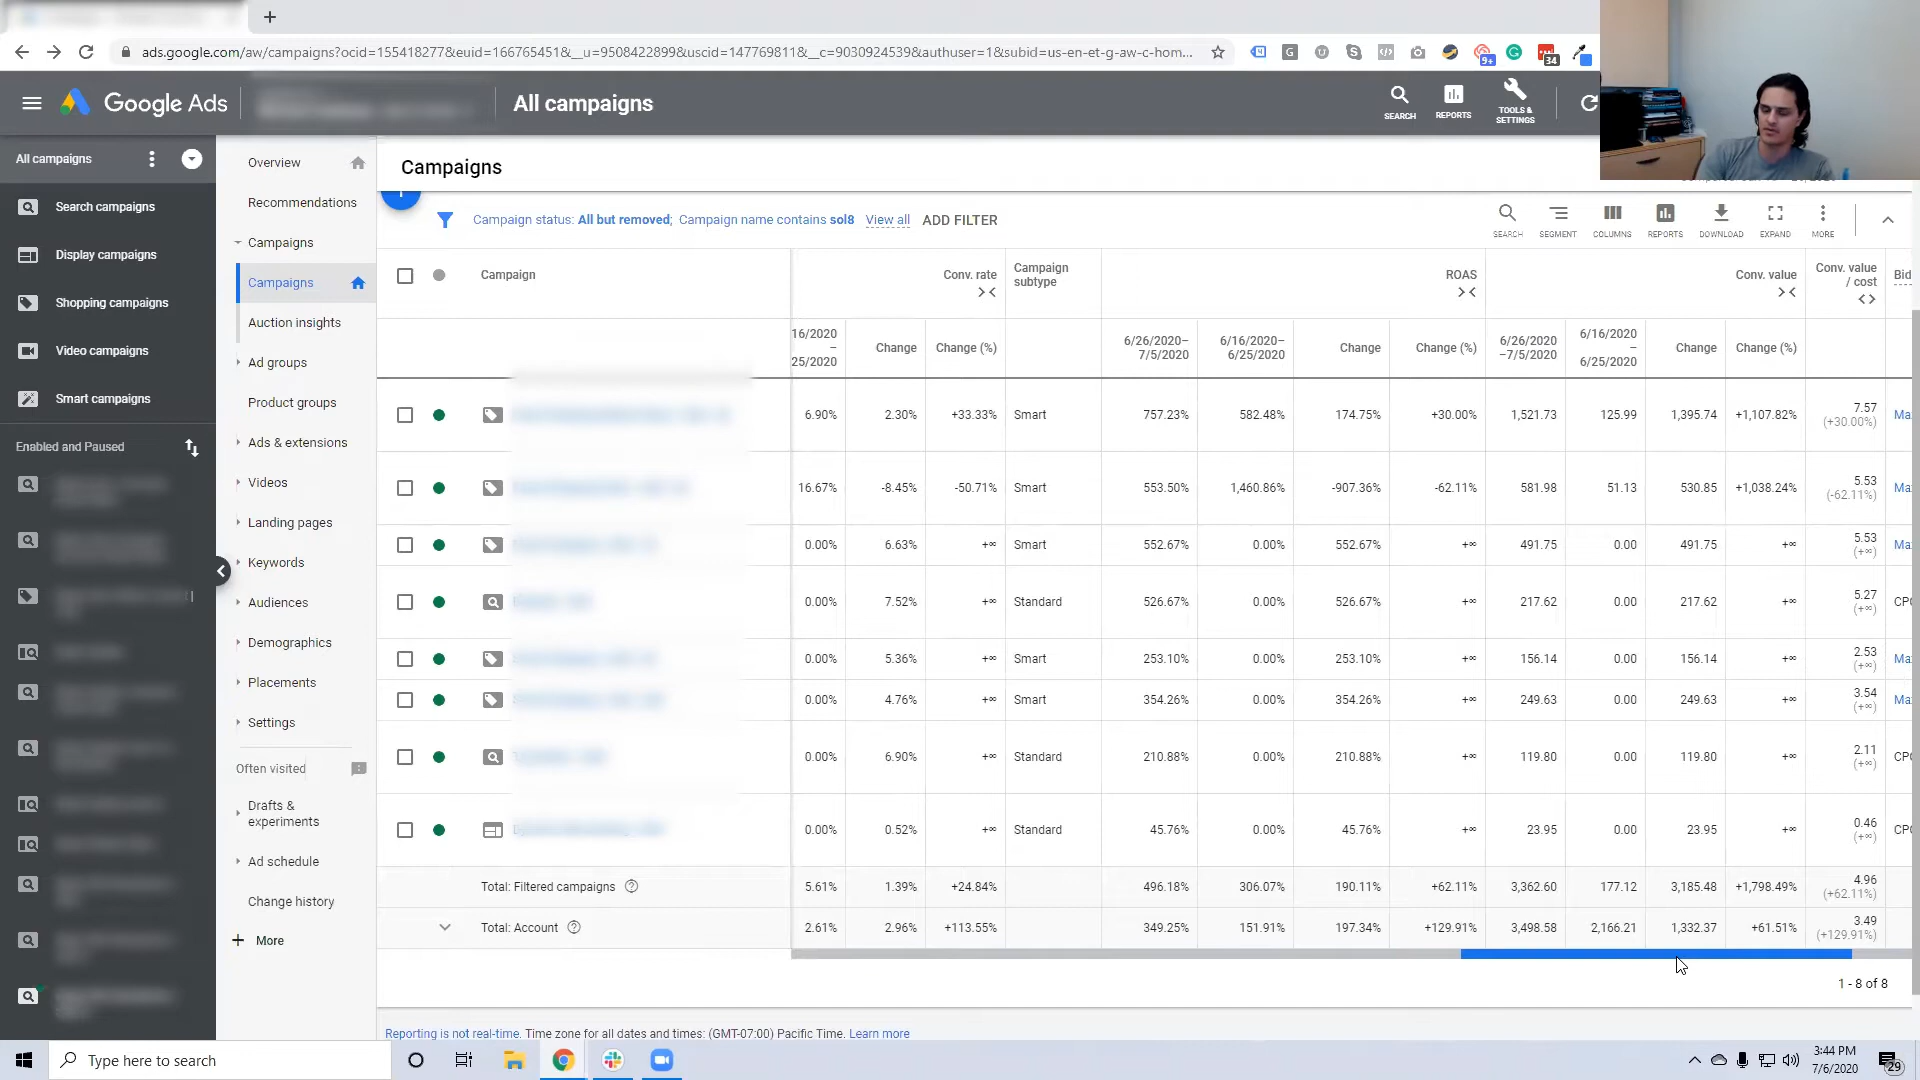 ads.google.com/aw/campaigns?ocid=155418277&euid=166765451&__u=9508422899&uscid=147769811&__c=9030924539&authuser=1&subid=us-en-et-g-aw-c-hom...
9+
34
Google Ads
All campaigns
SEARCH
REPORTS
TOOLS & SETTINGS
All campaigns
Search campaigns
Display campaigns
Shopping campaigns
Video campaigns
Smart campaigns
Enabled and Paused
Overview
Recommendations
Campaigns
Campaigns
Auction insights
Ad groups
Product groups
Ads & extensions
Videos
Landing pages
Keywords
Audiences
Demographics
Placements
Settings
Often visited
Drafts & experiments
Ad schedule
Change history
More
Campaigns
Campaign status: All but removed; Campaign name contains sol8 View all ADD FILTER
SEARCH SEGMENT COLUMNS REPORTS DOWNLOAD EXPAND MORE
Campaign Conv. rate Campaign subtype ROAS Conv. value Conv. value / cost Bid
16/2020 – 25/2020 Change Change (%) 6/26/2020–7/5/2020 6/16/2020–6/25/2020 Change Change (%) 6/26/2020–7/5/2020 6/16/2020 – 6/25/2020 Change Change (%)
6.90% 2.30% +33.33% Smart 757.23% 582.48% 174.75% +30.00% 1,521.73 125.99 1,395.74 +1,107.82% 7.57 (+30.00%) Ma
16.67% -8.45% -50.71% Smart 553.50% 1,460.86% -907.36% -62.11% 581.98 51.13 530.85 +1,038.24% 5.53 (-62.11%) Ma
0.00% 6.63% +∞ Smart 552.67% 0.00% 552.67% +∞ 491.75 0.00 491.75 +∞ 5.53 (+∞) Ma
0.00% 7.52% +∞ Standard 526.67% 0.00% 526.67% +∞ 217.62 0.00 217.62 +∞ 5.27 (+∞) CPC
0.00% 5.36% +∞ Smart 253.10% 0.00% 253.10% +∞ 156.14 0.00 156.14 +∞ 2.53 (+∞) Ma
0.00% 4.76% +∞ Smart 354.26% 0.00% 354.26% +∞ 249.63 0.00 249.63 +∞ 3.54 (+∞) Ma
0.00% 6.90% +∞ Standard 210.88% 0.00% 210.88% +∞ 119.80 0.00 119.80 +∞ 2.11 (+∞) CPC
0.00% 0.52% +∞ Standard 45.76% 0.00% 45.76% +∞ 23.95 0.00 23.95 +∞ 0.46 (+∞) CPC
Total: Filtered campaigns 5.61% 1.39% +24.84% 496.18% 306.07% 190.11% +62.11% 3,362.60 177.12 3,185.48 +1,798.49% 4.96 (+62.11%)
Total: Account 2.61% 2.96% +113.55% 349.25% 151.91% 197.34% +129.91% 3,498.58 2,166.21 1,332.37 +61.51% 3.49 (+129.91%)
1 - 8 of 8
Reporting is not real-time. Time zone for all dates and times: (GMT-07:00) Pacific Time. Learn more
Type here to search
3:44 PM
7/6/2020
29